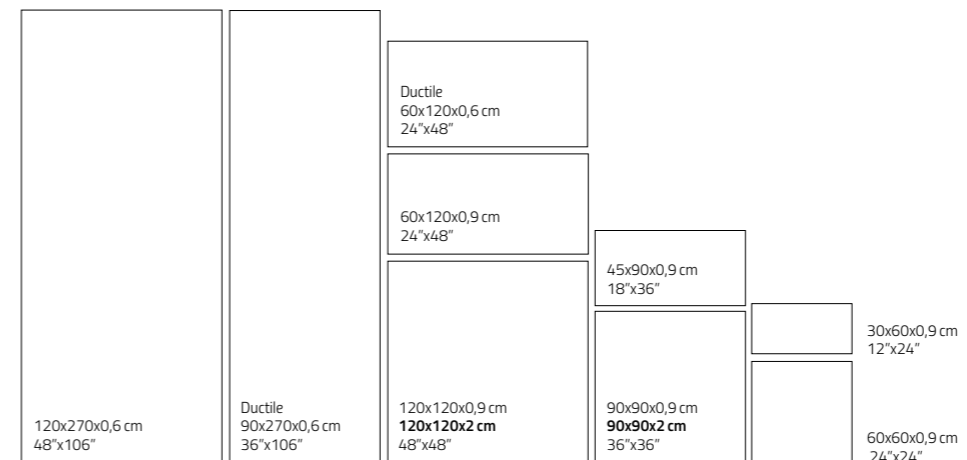 120x270x0,6 cm
48”x106”
Ductile
90x270x0,6 cm
36”x106”
Ductile
60x120x0,6 cm
24”x48”
60x120x0,9 cm
24”x48”
120x120x0,9 cm
120x120x2 cm
48”x48”
45x90x0,9 cm
18”x36”
90x90x0,9 cm
90x90x2 cm
36”x36”
30x60x0,9 cm
12”x24”
60x60x0,9 cm
24”x24”